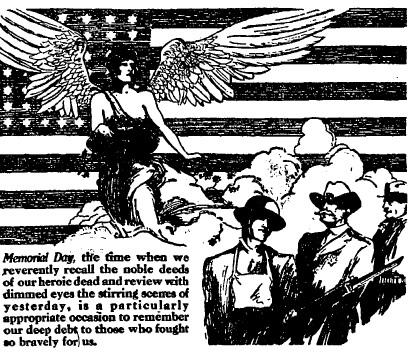 Memorial Day, the time when we
reverently recall the noble deeds
of our heroic dead and review with
dimmed eyes the stirring scenes of
yesterday, is a particularly
appropriate occasion to remember
our deep debt to those who fought
so bravely for us.